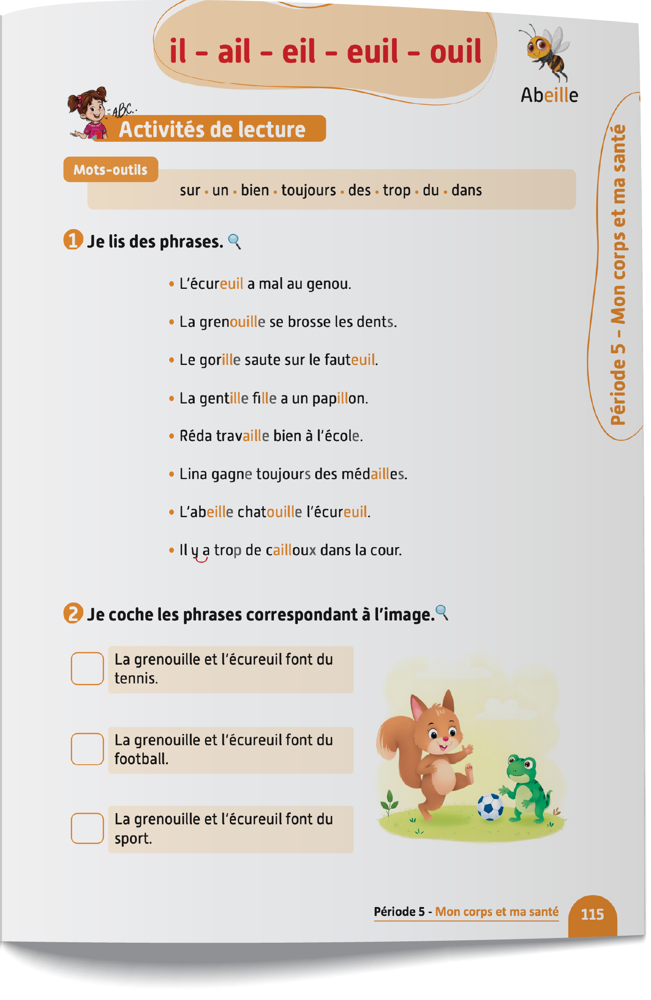 il - ail - eil - euil - ouil
Abeille
A.B.C..
Activités de lecture
Mots-outils
sur • un • bien • toujours • des • trop • du • dans
1 Je lis des phrases.
• L'écureuil a mal au genou.
• La grenouille se brosse les dents.
• Le gorille saute sur le fauteuil.
• La gentille fille a un papillon.
• Réda travaille bien à l'école.
• Lina gagne toujours des médailles.
• L'abeille chatouille l'écureuil.
• Il y a trop de cailloux dans la cour.
2 Je coche les phrases correspondant à l'image.
La grenouille et l'écureuil font du
tennis.
La grenouille et l'écureuil font du
football.
La grenouille et l'écureuil font du
sport.
Période 5 - Mon corps et ma santé
Période 5 - Mon corps et ma santé
115